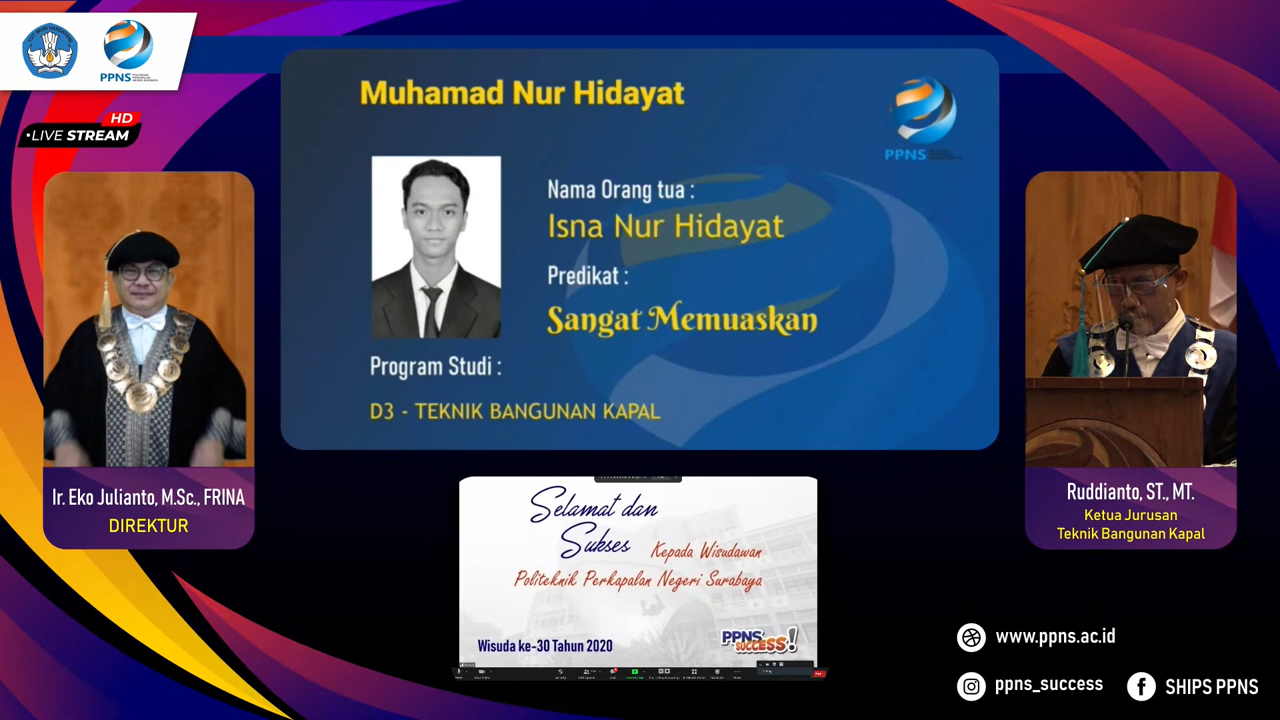 PPNS
HD
•LIVE STREAM
Muhamad Nur Hidayat
PPNS
Nama Orang tua :
Isna Nur Hidayat
Predikat :
Sangat Memuaskan
Program Studi :
D3 - TEKNIK BANGUNAN KAPAL
Ir. Eko Julianto, M.Sc., FRINA
DIREKTUR
Ruddianto, ST., MT.
Ketua Jurusan
Teknik Bangunan Kapal
Selamat dan
Sukses
Kepada Wisudawan
Politeknik Perkapalan Negeri Surabaya
Wisuda ke-30 Tahun 2020
PPNS
SUCCESS!
www.ppns.ac.id
ppns_success
SHIPS PPNS